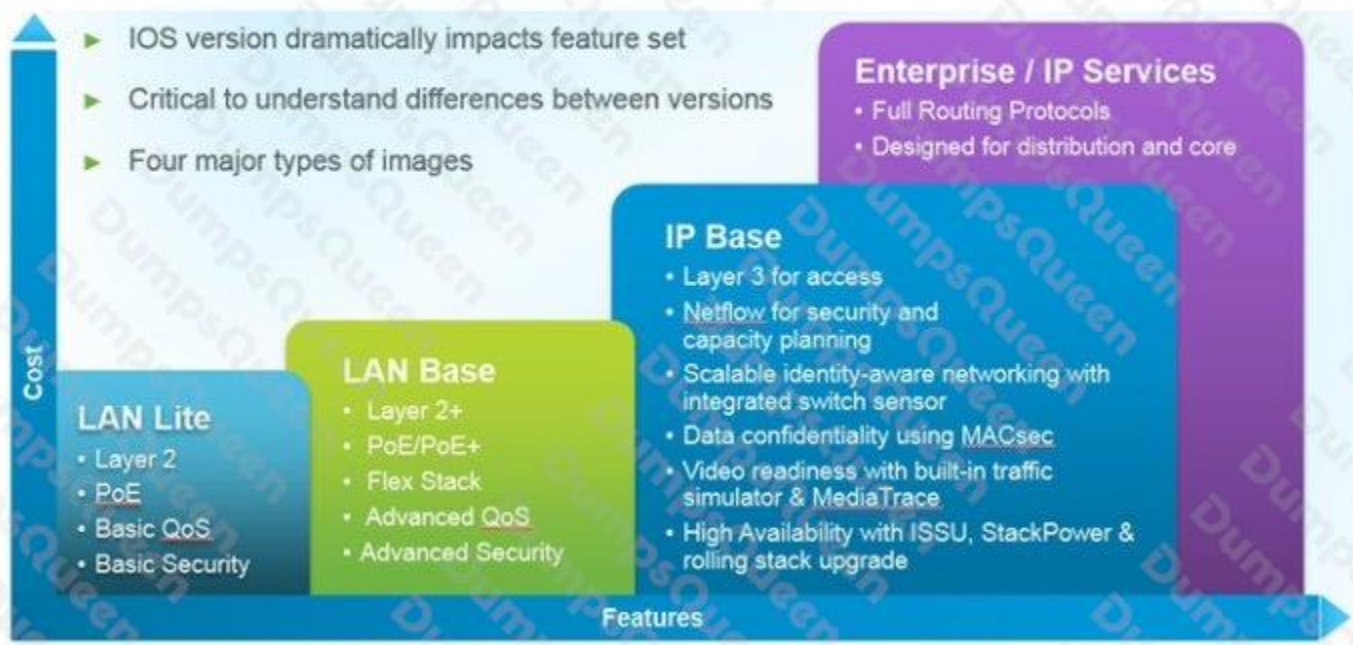 ► IOS version dramatically impacts feature set
► Critical to understand differences between versions
► Four major types of images
Enterprise / IP Services
• Full Routing Protocols
• Designed for distribution and core
IP Base
• Layer 3 for access
• Netflow for security and
capacity planning
• Scalable identity-aware networking with
integrated switch sensor
• Data confidentiality using MACsec
• Video readiness with built-in traffic
simulator & MediaTrace
• High Availability with ISSU, StackPower &
rolling stack upgrade
LAN Base
• Layer 2+
• PoE/PoE+
• Flex Stack
• Advanced QoS
• Advanced Security
LAN Lite
• Layer 2
• PoE
• Basic QoS
• Basic Security
Cost
Features
DumpsQueen